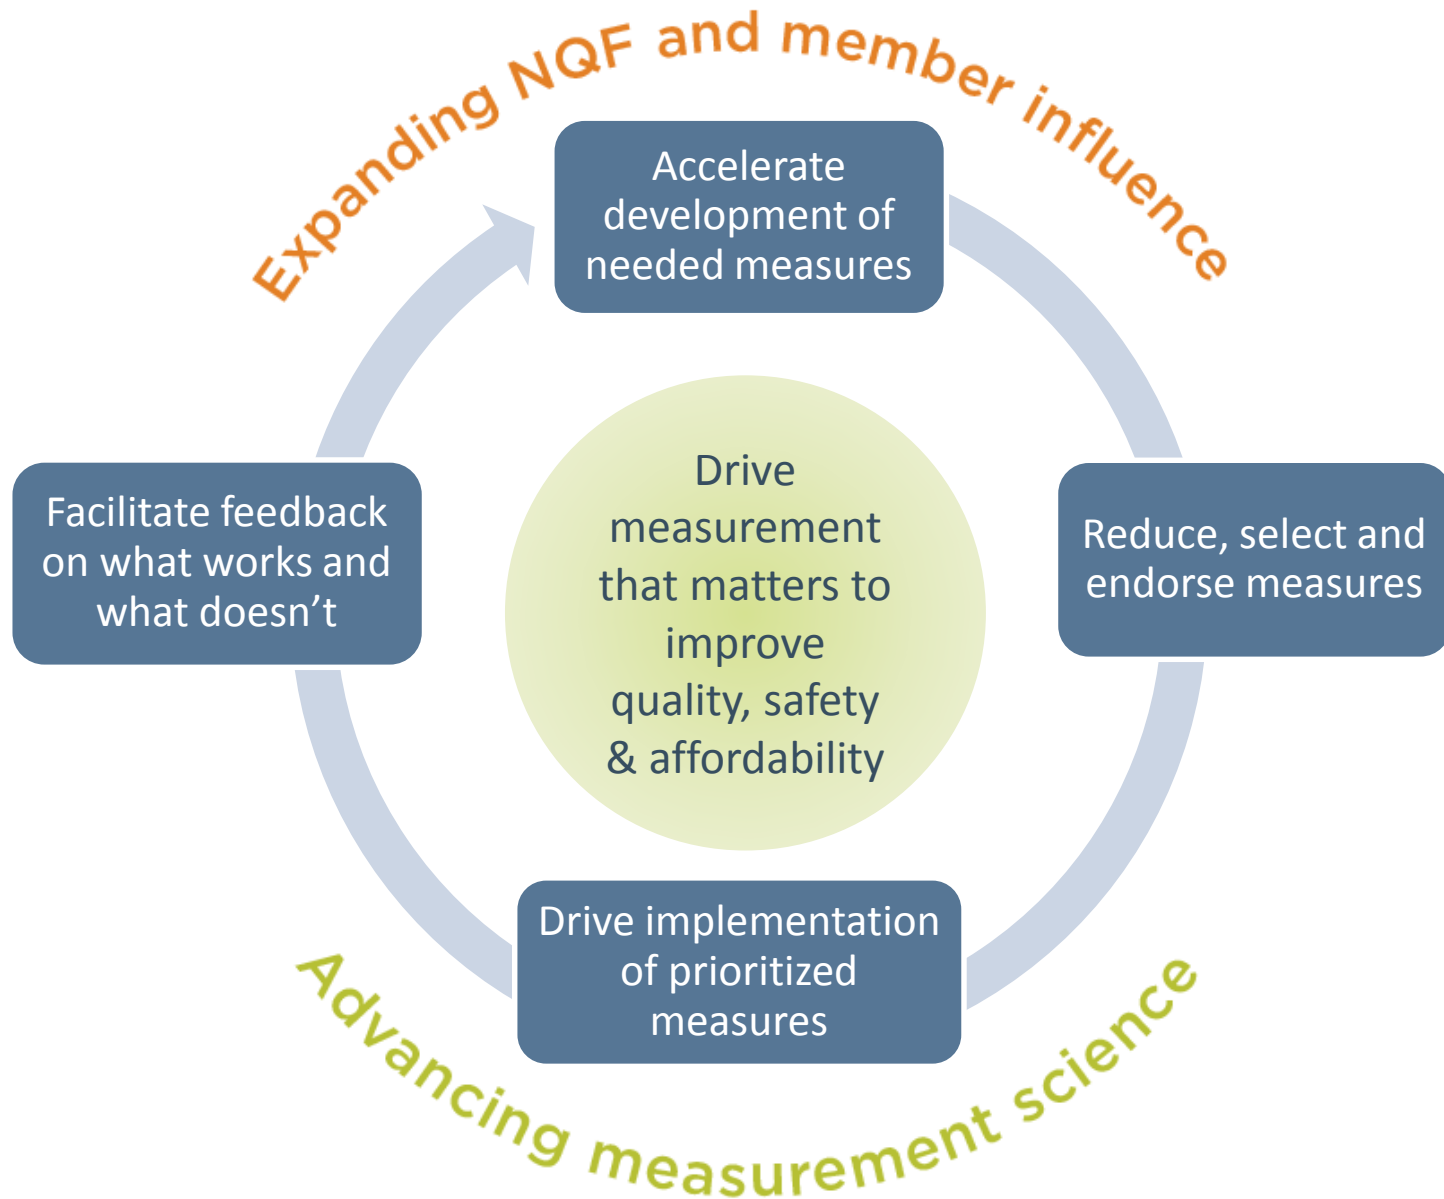 Expanding NQF and member influence
Accelerate
development of
needed measures
Facilitate feedback
on what works and
what doesn’t
Drive
measurement
that matters to
improve
quality, safety
& affordability
Reduce, select and
endorse measures
Drive implementation
of prioritized
measures
Advancing measurement science